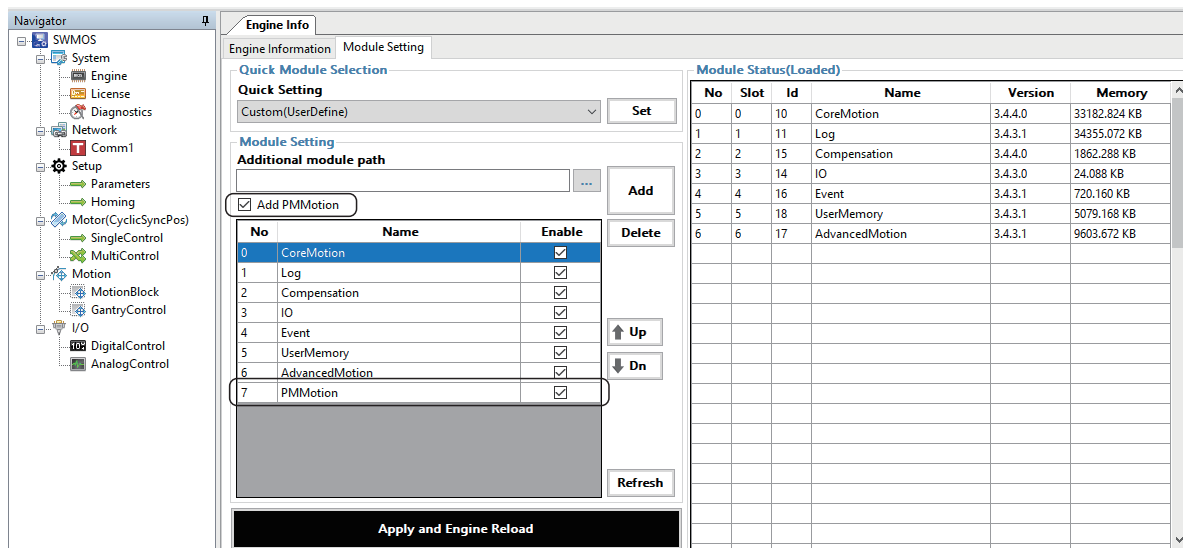 Navigator
SWMOS
System
Engine
License
Diagnostics
Network
T Comm1
Setup
Parameters
Homing
Motor(CyclicSyncPos)
SingleControl
MultiControl
Motion
MotionBlock
GantryControl
I/O
DigitalControl
AnalogControl
Engine Info
Engine Information Module Setting
Quick Module Selection
Quick Setting
Custom(UserDefine) Set
Module Setting
Additional module path
... Add
Add PMMotion
No Name Enable Delete
0 CoreMotion
1 Log
2 Compensation
3 IO
4 Event Up
5 UserMemory
6 AdvancedMotion Dn
7 PMMotion
Refresh
Apply and Engine Reload
Module Status(Loaded)
No Slot Id Name Version Memory
0 0 10 CoreMotion 3.4.4.0 33182.824 KB
1 1 11 Log 3.4.3.1 34355.072 KB
2 2 15 Compensation 3.4.4.0 1862.288 KB
3 3 14 IO 3.4.3.0 24.088 KB
4 4 16 Event 3.4.3.1 720.160 KB
5 5 18 UserMemory 3.4.3.1 5079.168 KB
6 6 17 AdvancedMotion 3.4.3.1 9603.672 KB